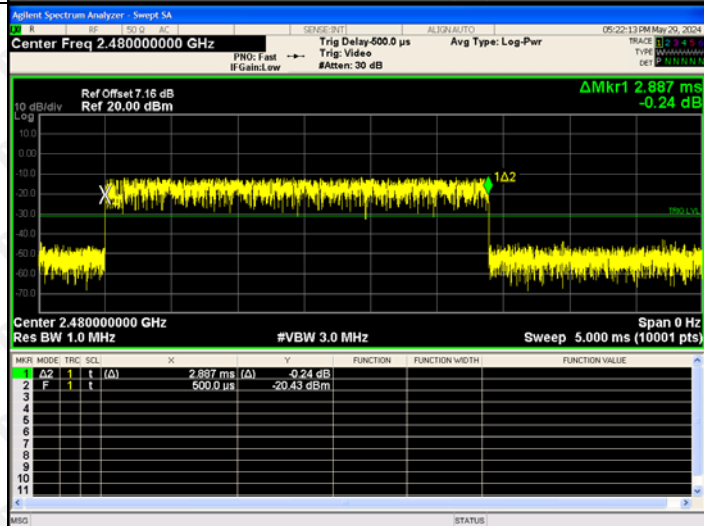 Agilent Spectrum Analyzer - Swept SA
R RF 50 Ω AC SENSE:INT ALIGNAUTO 05:22:13 PM May 29, 2024
Center Freq 2.480000000 GHz
PNO: Fast
IFGain:Low
Trig Delay-500.0 µs
Trig: Video
#Atten: 30 dB
Avg Type: Log-Pwr
TRACE 1 2 3 4 5 6
TYPE W
DET P N N N N N
ΔMkr1 2.887 ms
-0.24 dB
Ref Offset 7.16 dB
10 dB/div Ref 20.00 dBm
Log
10.0
0.00
-10.0
-20.0
-30.0
-40.0
-50.0
-60.0
-70.0
1Δ2
TRIG LVL
Center 2.480000000 GHz Span 0 Hz
Res BW 1.0 MHz #VBW 3.0 MHz Sweep 5.000 ms (10001 pts)
MKR MODE TRC SCL X Y FUNCTION FUNCTION WIDTH FUNCTION VALUE
1 Δ2 1 t (Δ) 2.887 ms (Δ) -0.24 dB
2 F 1 t 500.0 µs -20.43 dBm
3
4
5
6
7
8
9
10
11
MSG STATUS